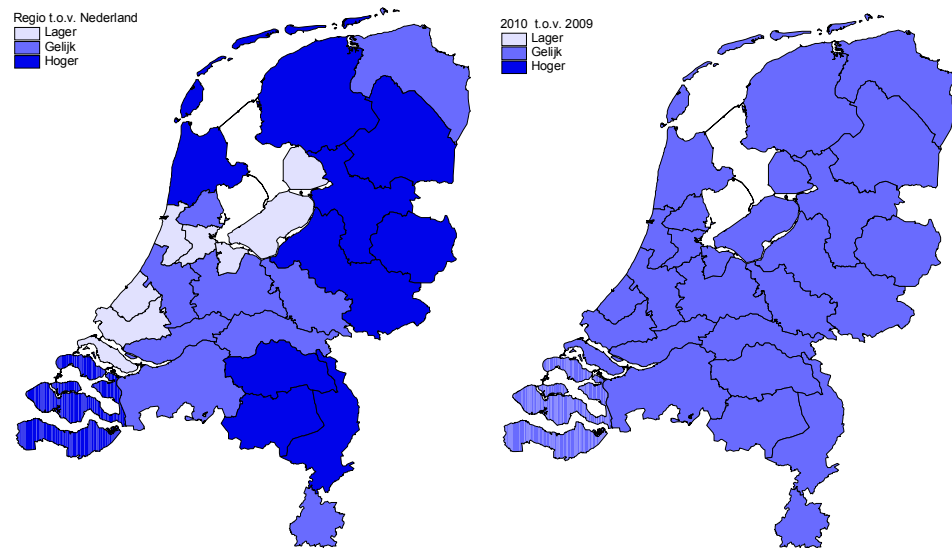 Regio t.o.v. Nederland
Lager
Gelijk
Hoger
2010 t.o.v. 2009
Lager
Gelijk
Hoger